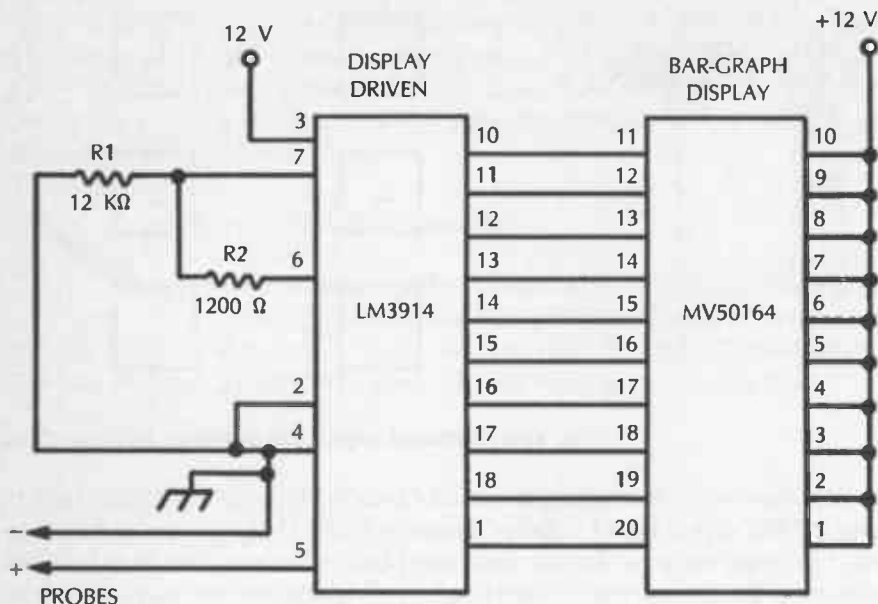 12 V
+12 V
DISPLAY
DRIVEN
BAR-GRAPH
DISPLAY
3
10
11
10
R1
7
11
12
9
12 KΩ
12
13
8
R2
6
13
14
7
1200 Ω
LM3914
14
15
MV50164
6
15
16
5
2
16
17
4
4
17
18
3
18
19
2
1
20
1
−
5
+
PROBES